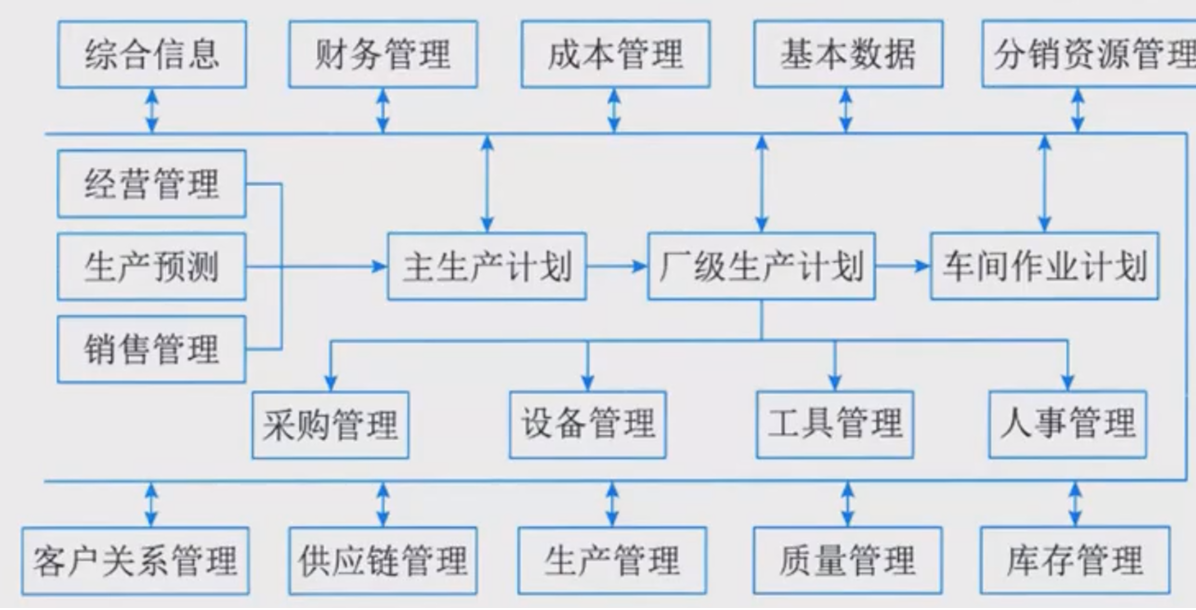 综合信息
财务管理
成本管理
基本数据
分销资源管理
经营管理
生产预测
销售管理
主生产计划
厂级生产计划
车间作业计划
采购管理
设备管理
工具管理
人事管理
客户关系管理
供应链管理
生产管理
质量管理
库存管理